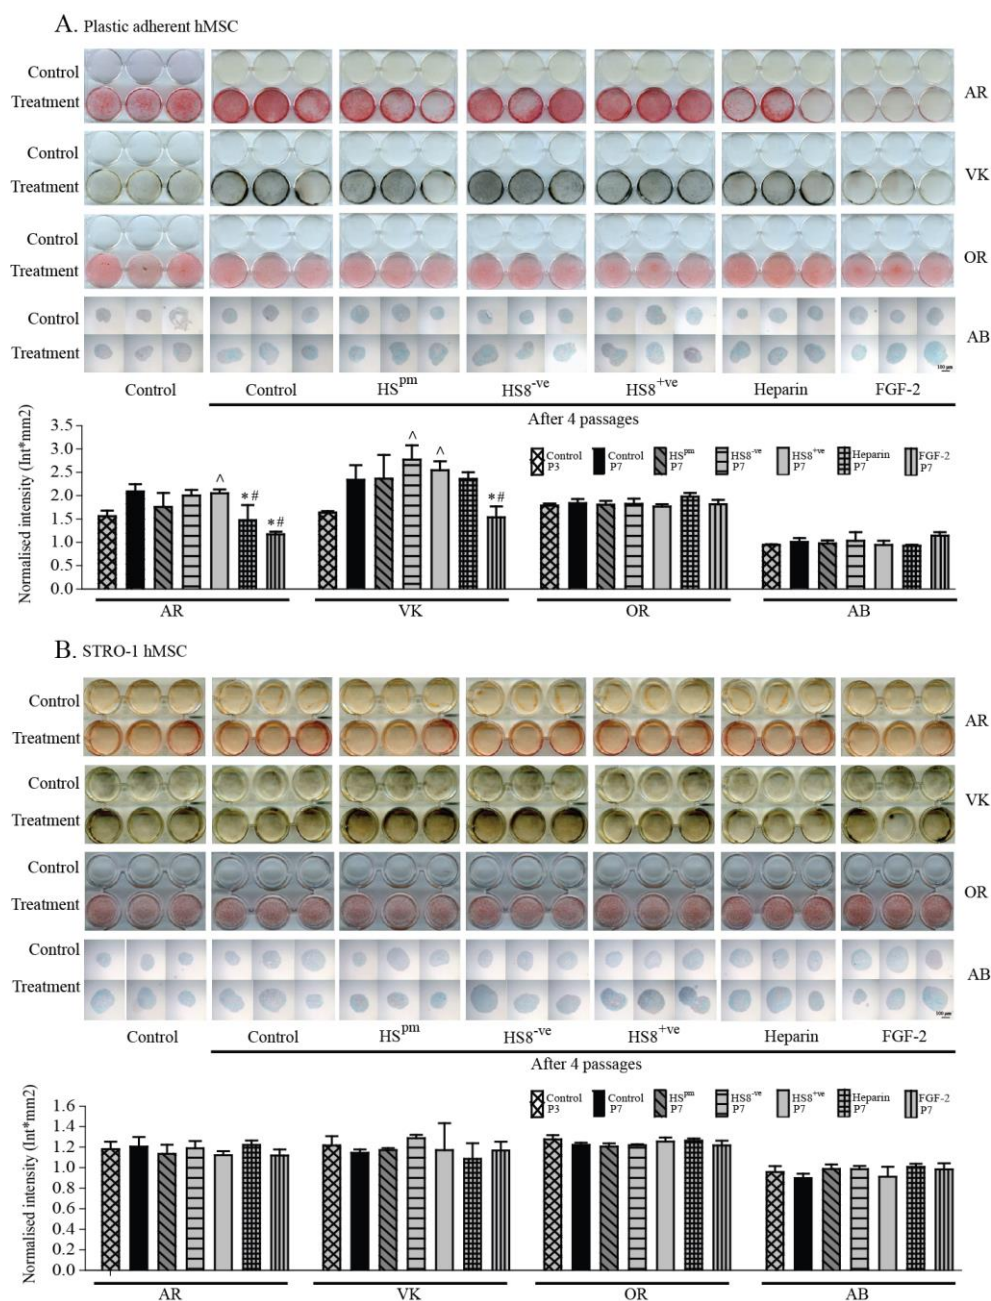 A. Plastic adherent hMSC
Control
Treatment
AR
Control
Treatment
VK
Control
Treatment
OR
Control
Treatment
AB
100 µm
Control Control HSpm HS8-ve HS8+ve Heparin FGF-2
After 4 passages
Normalised intensity (Int*mm2)
3.5
3.0
2.5
2.0
1.5
1.0
0.5
0.0
Control P3
Control P7
HSpm P7
HS8-ve P7
HS8+ve P7
Heparin P7
FGF-2 P7
^
*#
*#
^
^
*#
AR VK OR AB
B. STRO-1 hMSC
Control
Treatment
AR
Control
Treatment
VK
Control
Treatment
OR
Control
Treatment
AB
100 µm
Control Control HSpm HS8-ve HS8+ve Heparin FGF-2
After 4 passages
Normalised intensity (Int*mm2)
1.6
1.4
1.2
1.0
0.8
0.6
0.4
0.2
0.0
Control P3
Control P7
HSpm P7
HS8-ve P7
HS8+ve P7
Heparin P7
FGF-2 P7
AR VK OR AB